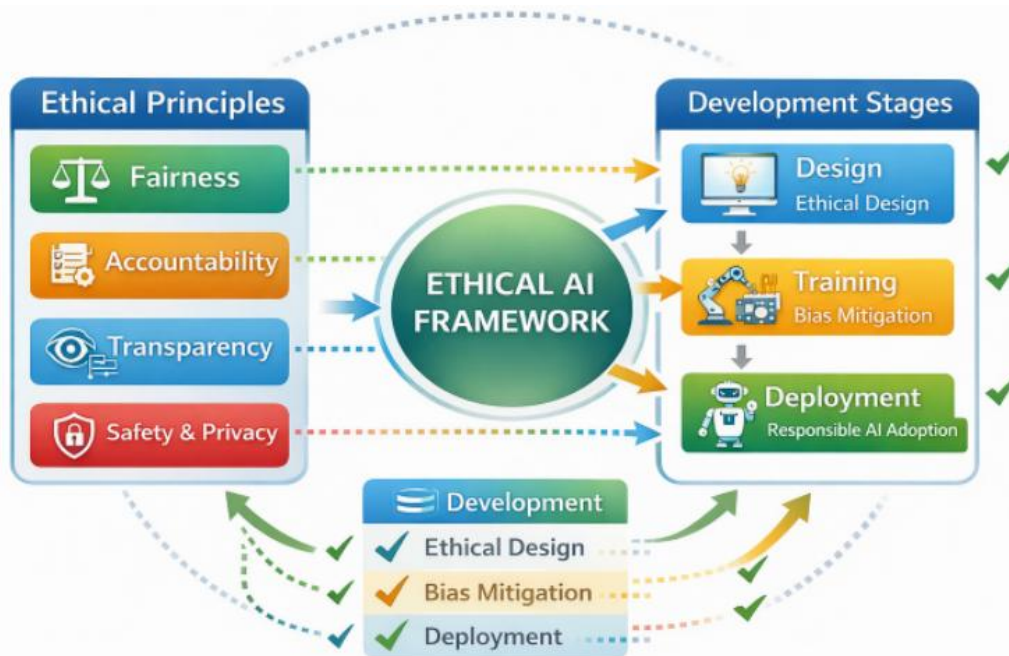 Ethical Principles
Fairness
Accountability
Transparency
Safety & Privacy
ETHICAL AI
FRAMEWORK
Development Stages
Design
Ethical Design
Training
Bias Mitigation
Deployment
Responsible AI Adoption
Development
Ethical Design
Bias Mitigation
Deployment